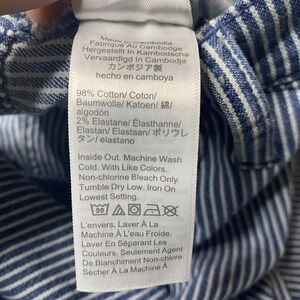 Made in Cambodia
Fabriqué Au Cambodge
Hergestellt In Kambodscha
Vervaardigd In Cambodja
カンボジア製
hecho en camboya
98% Cotton/ Coton/
Baumwolle/ Katoen/ 綿/
algodón
2% Elastane/ Élasthanne/
Elastan/ Elastaan/ ポリウレ
タン/ elastano
Inside Out. Machine Wash
Cold. With Like Colors.
Non-chlorine Bleach Only.
Tumble Dry Low. Iron On
Lowest Setting.
30
L'envers. Laver À La
Machine À L'eau Froide.
Laver En Séparant Les
Couleurs. Seulement Agent
De Blanchiment Non-chlore.
Sécher À La Machine À